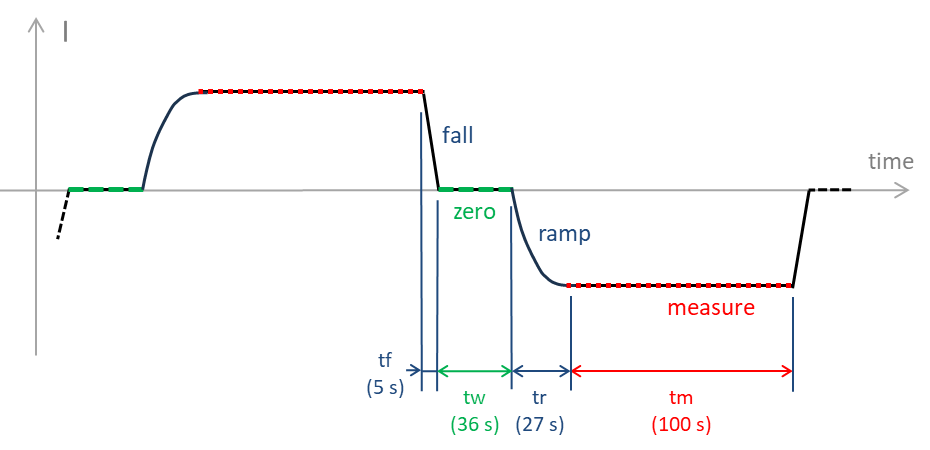 I
fall
time
zero
ramp
measure
tf
(5 s)
tw
(36 s)
tr
(27 s)
tm
(100 s)